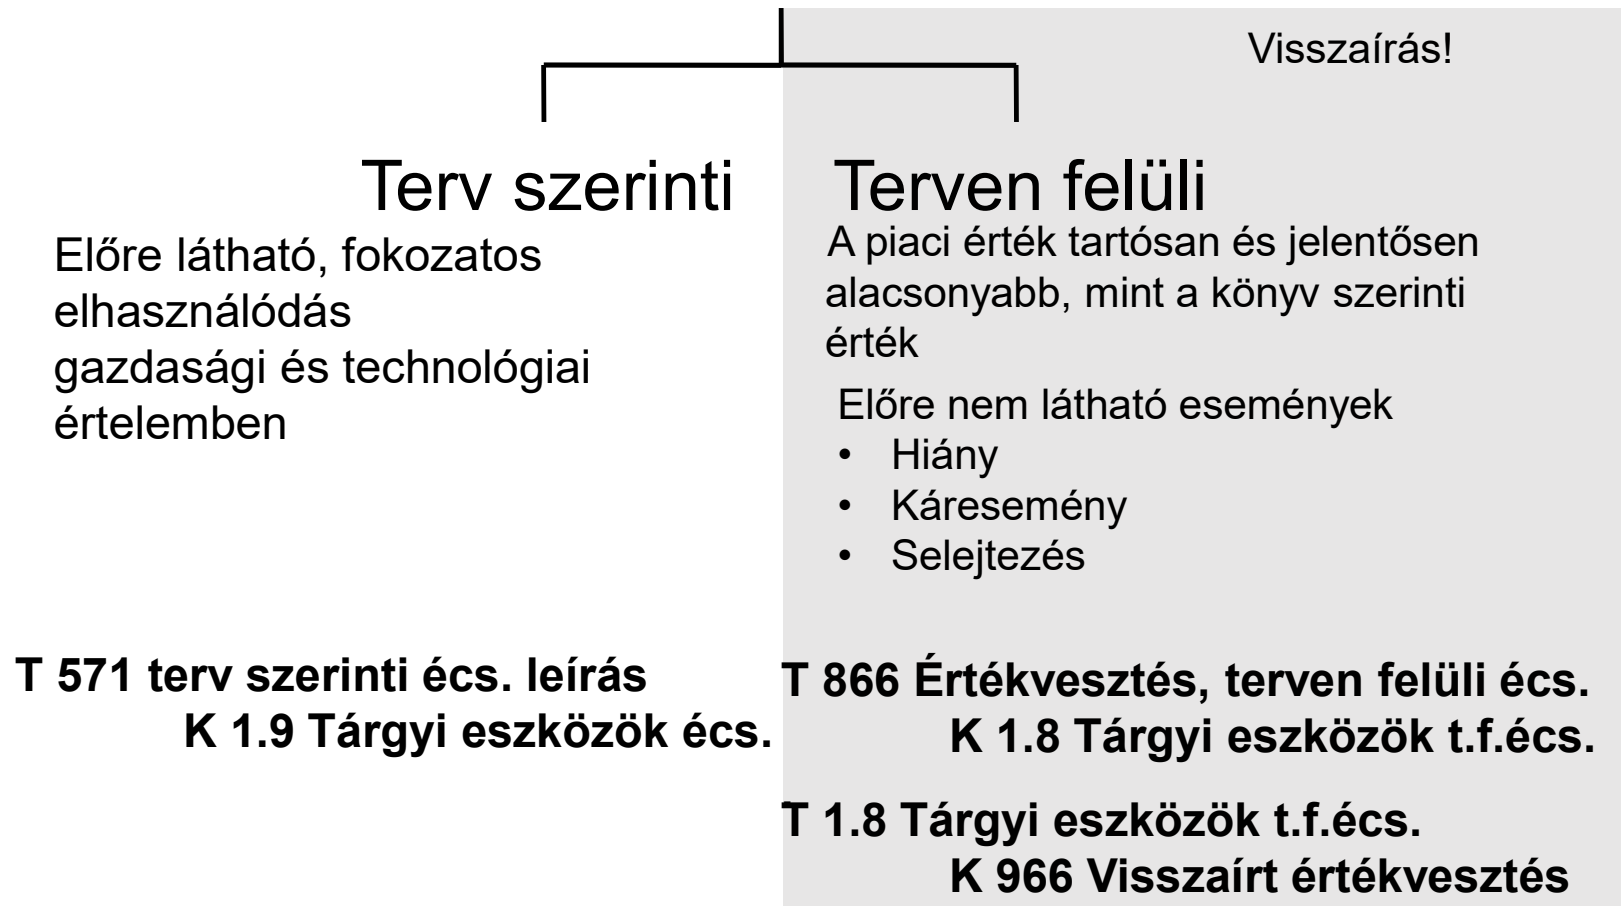 Visszaírás!
Terv szerinti
Előre látható, fokozatos
elhasználódás
gazdasági és technológiai
értelemben
T 571 terv szerinti écs. leírás
K 1.9 Tárgyi eszközök écs.
Terven felüli
A piaci érték tartósan és jelentősen
alacsonyabb, mint a könyv szerinti
érték
Előre nem látható események
• Hiány
• Káresemény
• Selejtezés
T 866 Értékvesztés, terven felüli écs.
K 1.8 Tárgyi eszközök t.f.écs.
T 1.8 Tárgyi eszközök t.f.écs.
K 966 Visszaírt értékvesztés